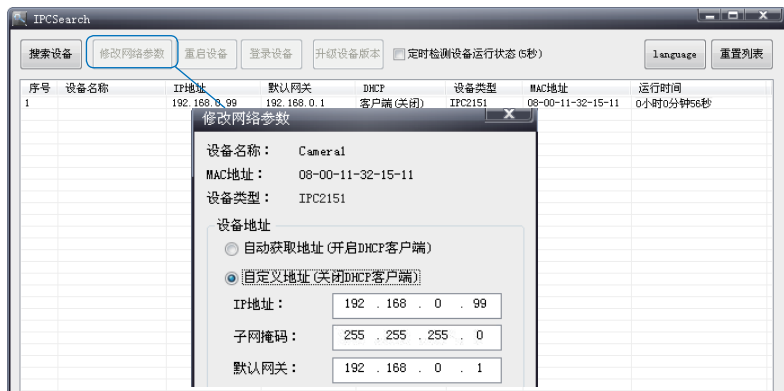 IPCSearch
搜索设备 修改网络参数 重启设备 登录设备 升级设备版本 定时检测设备运行状态(5秒) language 重置列表
序号 设备名称 IP地址 默认网关 DHCP 设备类型 MAC地址 运行时间
1 192.168.0.99 192.168.0.1 客户端(关闭) IPC2151 08-00-11-32-15-11 0小时0分钟56秒
修改网络参数
设备名称： Camera1
MAC地址： 08-00-11-32-15-11
设备类型： IPC2151
设备地址
自动获取地址(开启DHCP客户端)
自定义地址(关闭DHCP客户端)
IP地址： 192 . 168 . 0 . 99
子网掩码： 255 . 255 . 255 . 0
默认网关： 192 . 168 . 0 . 1